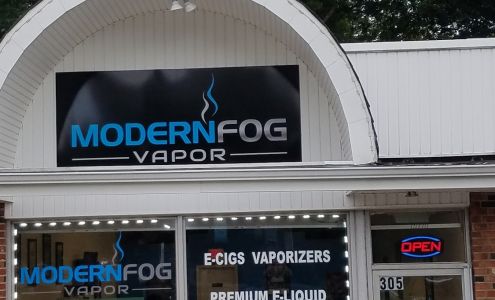 MODERNFOG
VAPOR
E-CIGS VAPORIZERS
PREMIUM E-LIQUID
MODERNFOG
VAPOR
OPEN
305